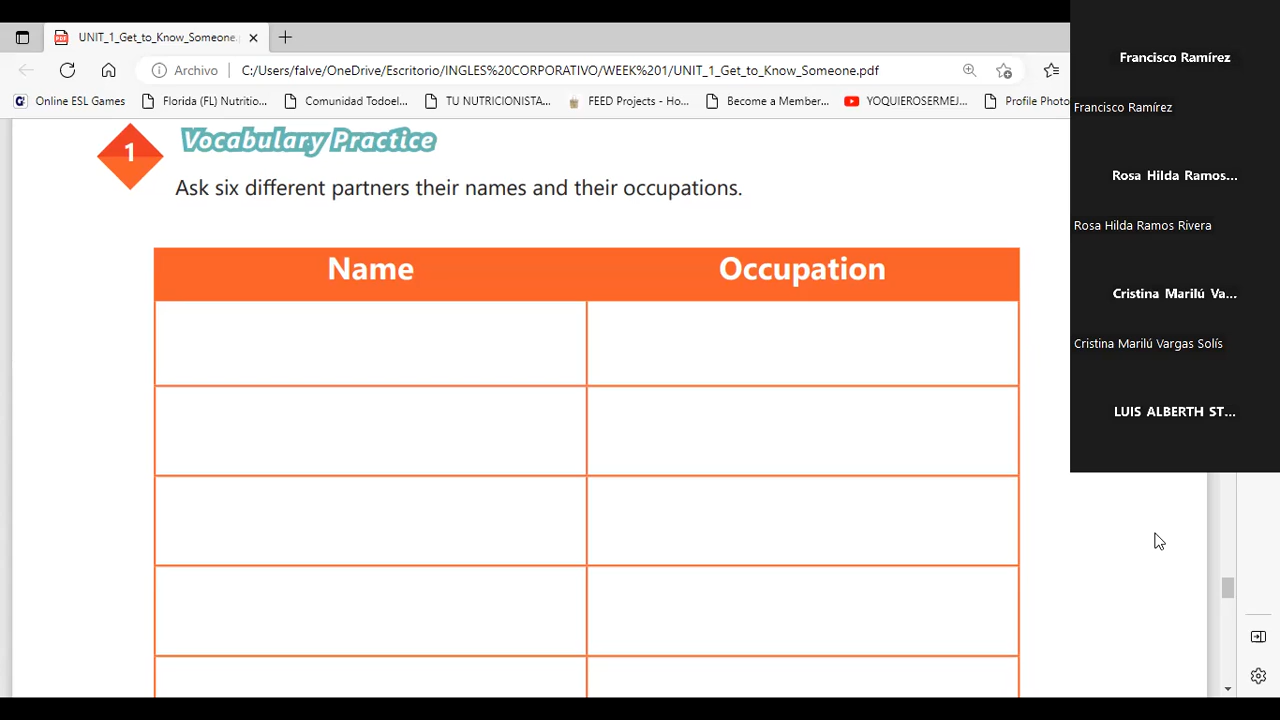 UNIT_1_Get_to_Know_Someone.
Archivo C:/Users/falve/OneDrive/Escritorio/INGLES%20CORPORATIVO/WEEK%201/UNIT_1_Get_to_Know_Someone.pdf
Online ESL Games Florida (FL) Nutritio... Comunidad Todoel... TU NUTRICIONISTA... FEED Projects - Ho... Become a Member... YOQUIEROSERMEJ... Profile Photo
1 Vocabulary Practice
Ask six different partners their names and their occupations.
Name Occupation
Francisco Ramírez
Francisco Ramírez
Rosa Hilda Ramos...
Rosa Hilda Ramos Rivera
Cristina Marilú Va...
Cristina Marilú Vargas Solís
LUIS ALBERTH ST...